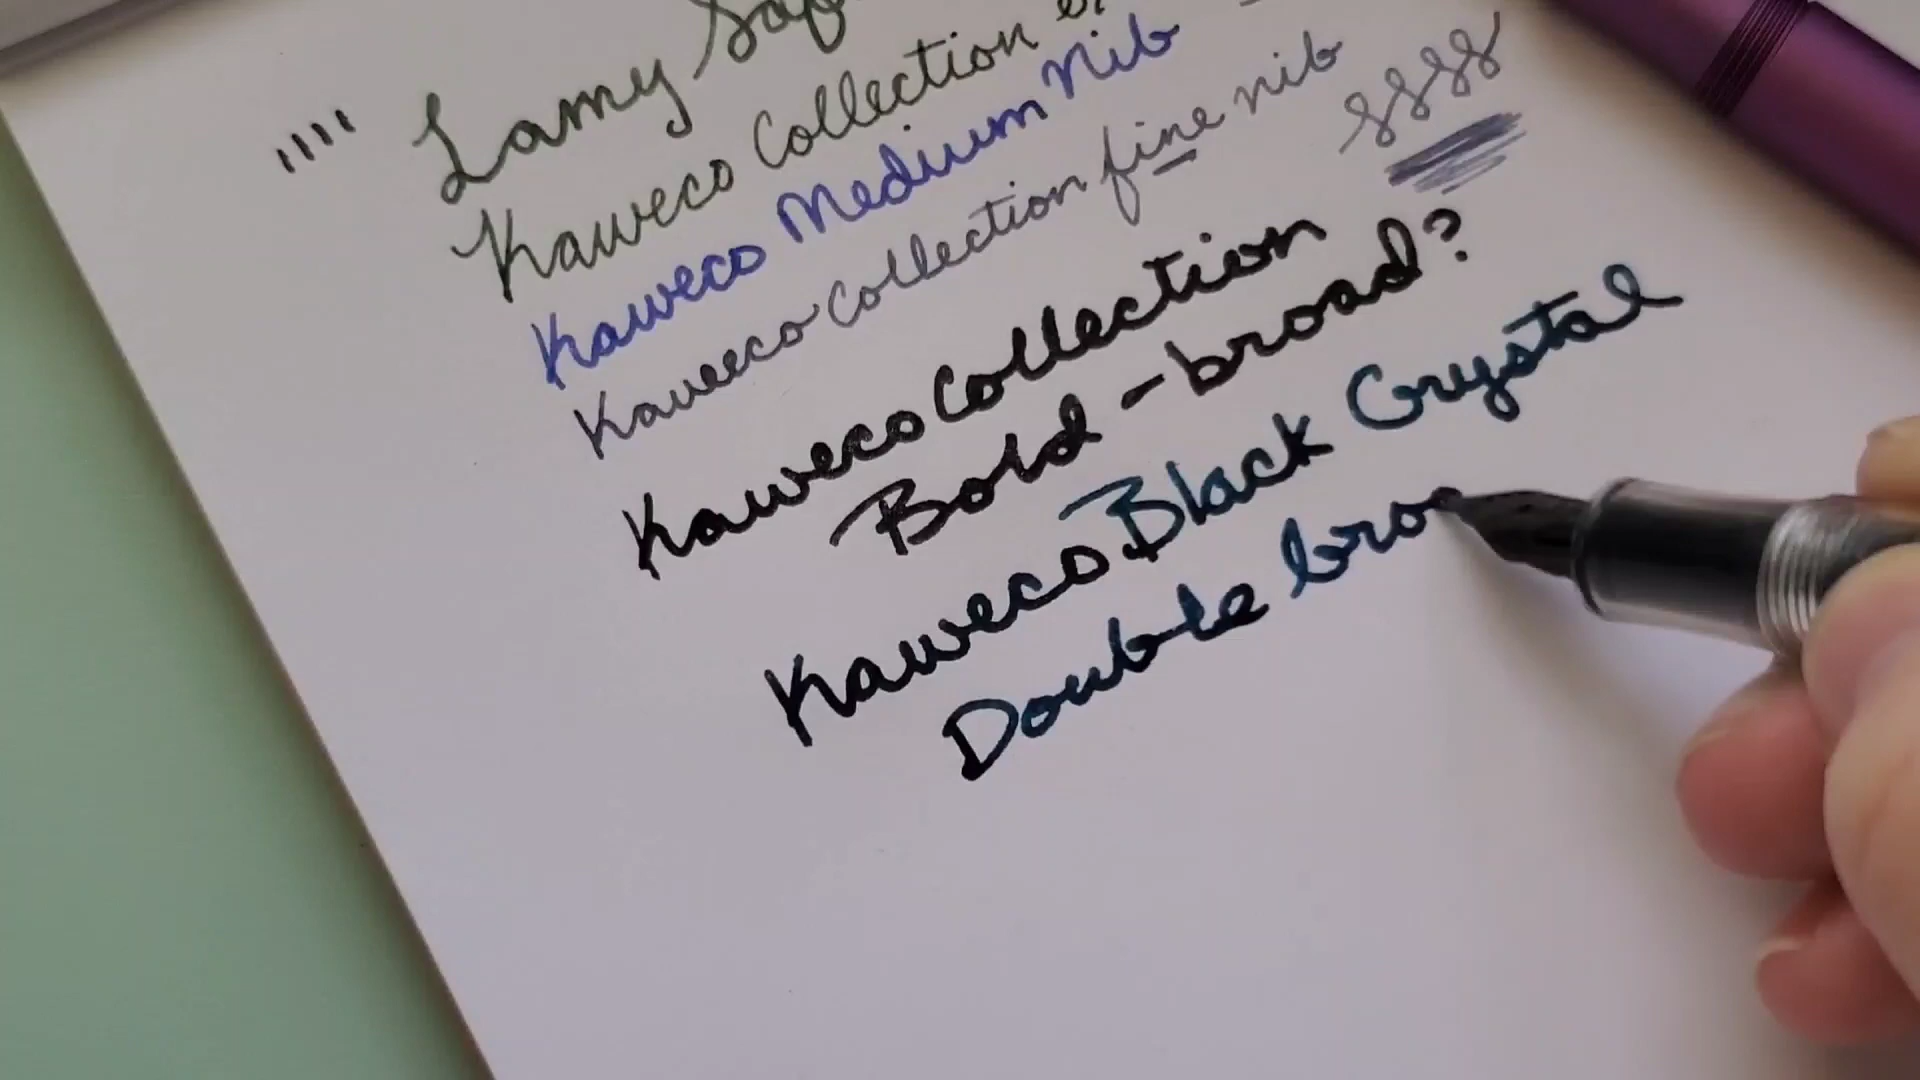 "" Lamy
Kaweco Collection
Kaweco Medium Nib
Kaweco Collection fine nib
ssss
Kaweco Collection
Bold - broad?
Kaweco Black Crystal
Double bro